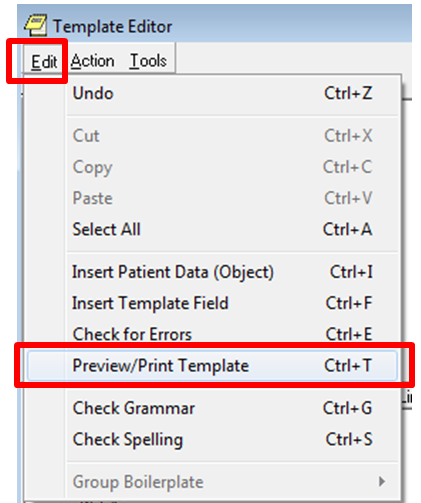 Template Editor
Edit Action Tools
Undo Ctrl+Z
Cut Ctrl+X
Copy Ctrl+C
Paste Ctrl+V
Select All Ctrl+A
Insert Patient Data (Object) Ctrl+I
Insert Template Field Ctrl+F
Check for Errors Ctrl+E
Preview/Print Template Ctrl+T
Check Grammar Ctrl+G
Check Spelling Ctrl+S
Group Boilerplate